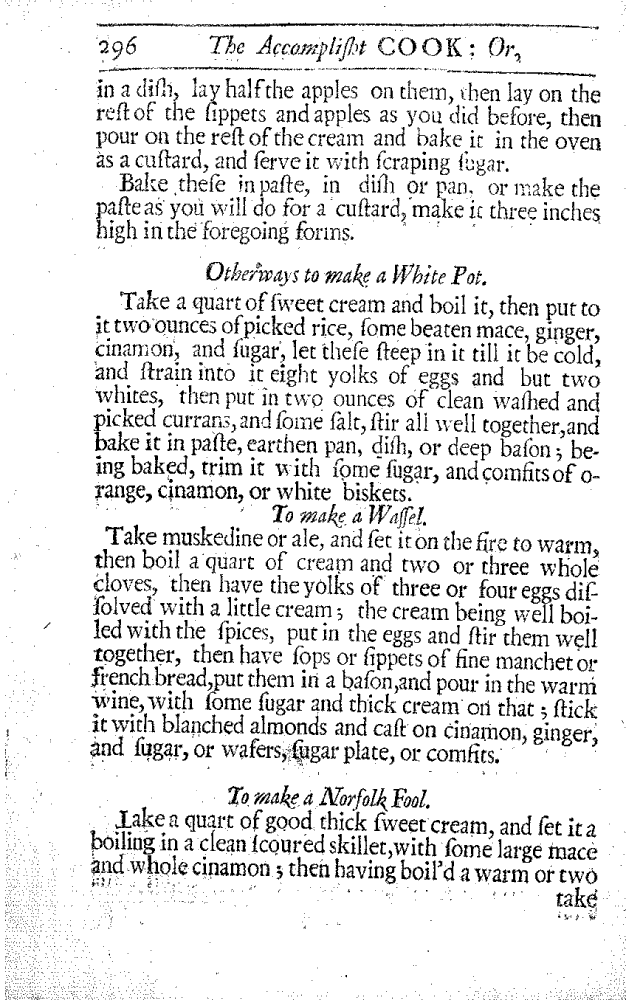 296 The Accompliſht COOK: Or,
in a diſh, lay half the apples on them, then lay on the
reſt of the ſippets and apples as you did before, then
pour on the reſt of the cream and bake it in the oven
as a cuſtard, and ſerve it with ſcraping ſugar.
Bake theſe in paſte, in diſh or pan, or make the
paſte as you will do for a cuſtard, make it three inches
high in the foregoing forms.
Otherways to make a White Pot.
Take a quart of ſweet cream and boil it, then put to
it two ounces of picked rice, ſome beaten mace, ginger,
cinamon, and ſugar, let theſe ſteep in it till it be cold,
and ſtrain into it eight yolks of eggs and but two
whites, then put in two ounces of clean waſhed and
picked currans, and ſome ſalt, ſtir all well together, and
bake it in paſte, earthen pan, diſh, or deep baſon; be-
ing baked, trim it with ſome ſugar, and comfits of o-
range, cinamon, or white biskets.
To make a Waſſel.
Take muskedine or ale, and ſet it on the fire to warm,
then boil a quart of cream and two or three whole
cloves, then have the yolks of three or four eggs diſ-
ſolved with a little cream; the cream being well boi-
led with the ſpices, put in the eggs and ſtir them well
together, then have ſops or ſippets of fine manchet or
french bread, put them in a baſon, and pour in the warm
wine, with ſome ſugar and thick cream on that; ſtick
it with blanched almonds and caſt on cinamon, ginger,
and ſugar, or wafers, ſugar plate, or comfits.
To make a Norfolk Fool.
Take a quart of good thick ſweet cream, and ſet it a
boiling in a clean ſcoured skillet, with ſome large mace
and whole cinamon; then having boil'd a warm or two
take